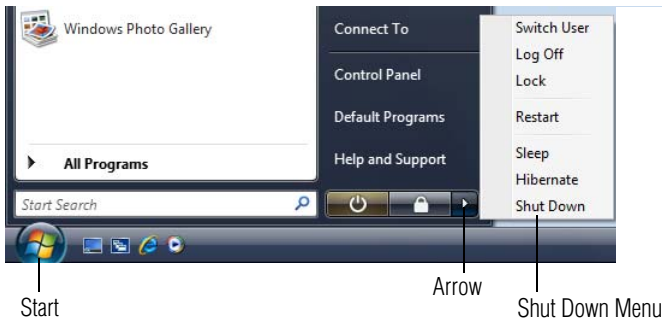 Windows Photo Gallery
All Programs
Start Search
Connect To
Control Panel
Default Programs
Help and Support
Switch User
Log Off
Lock
Restart
Sleep
Hibernate
Shut Down
Start
Arrow
Shut Down Menu